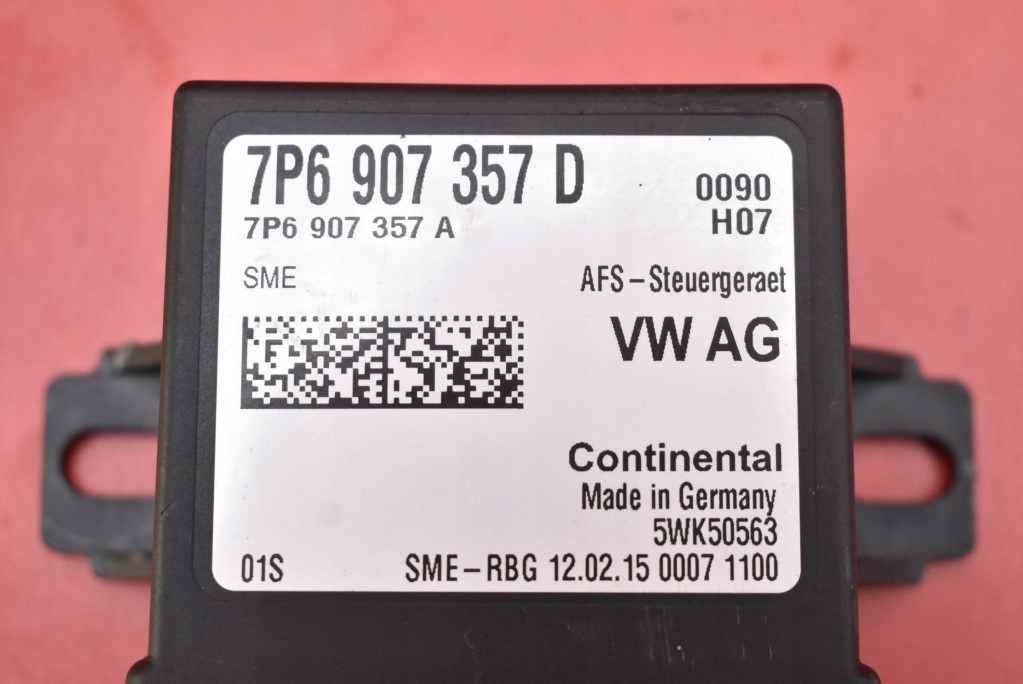 7P6 907 357 D
0090
7P6 907 357 A
H07
SME
AFS-Steuergeraet
VW AG
Continental
Made in Germany
5WK50563
01S
SME-RBG 12.02.15 0007 1100